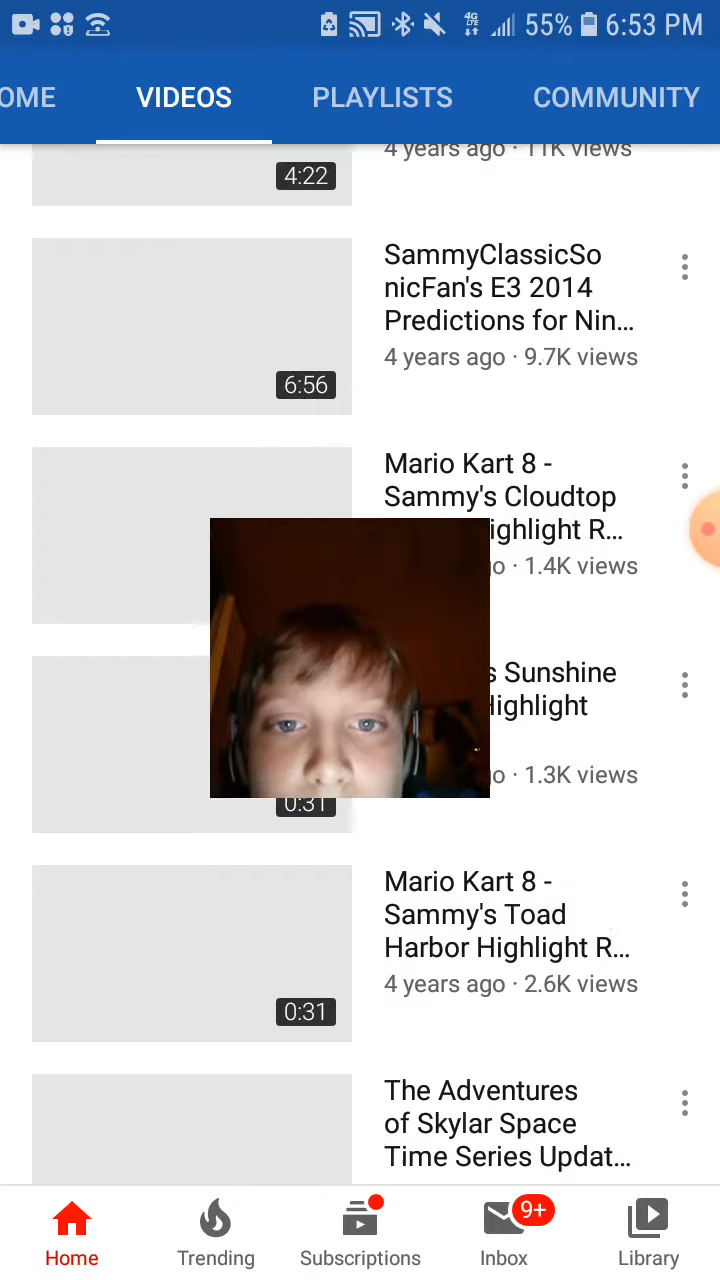 55% 6:53 PM
OME VIDEOS PLAYLISTS COMMUNITY
4:22
4 years ago · 11K views
SammyClassicSo
nicFan's E3 2014
Predictions for Nin...
4 years ago · 9.7K views
6:56
Mario Kart 8 -
Sammy's Cloudtop
ighlight R...
o · 1.4K views
s Sunshine
Highlight
o · 1.3K views
0:31
Mario Kart 8 -
Sammy's Toad
Harbor Highlight R...
4 years ago · 2.6K views
0:31
The Adventures
of Skylar Space
Time Series Updat...
9+
Home Trending Subscriptions Inbox Library